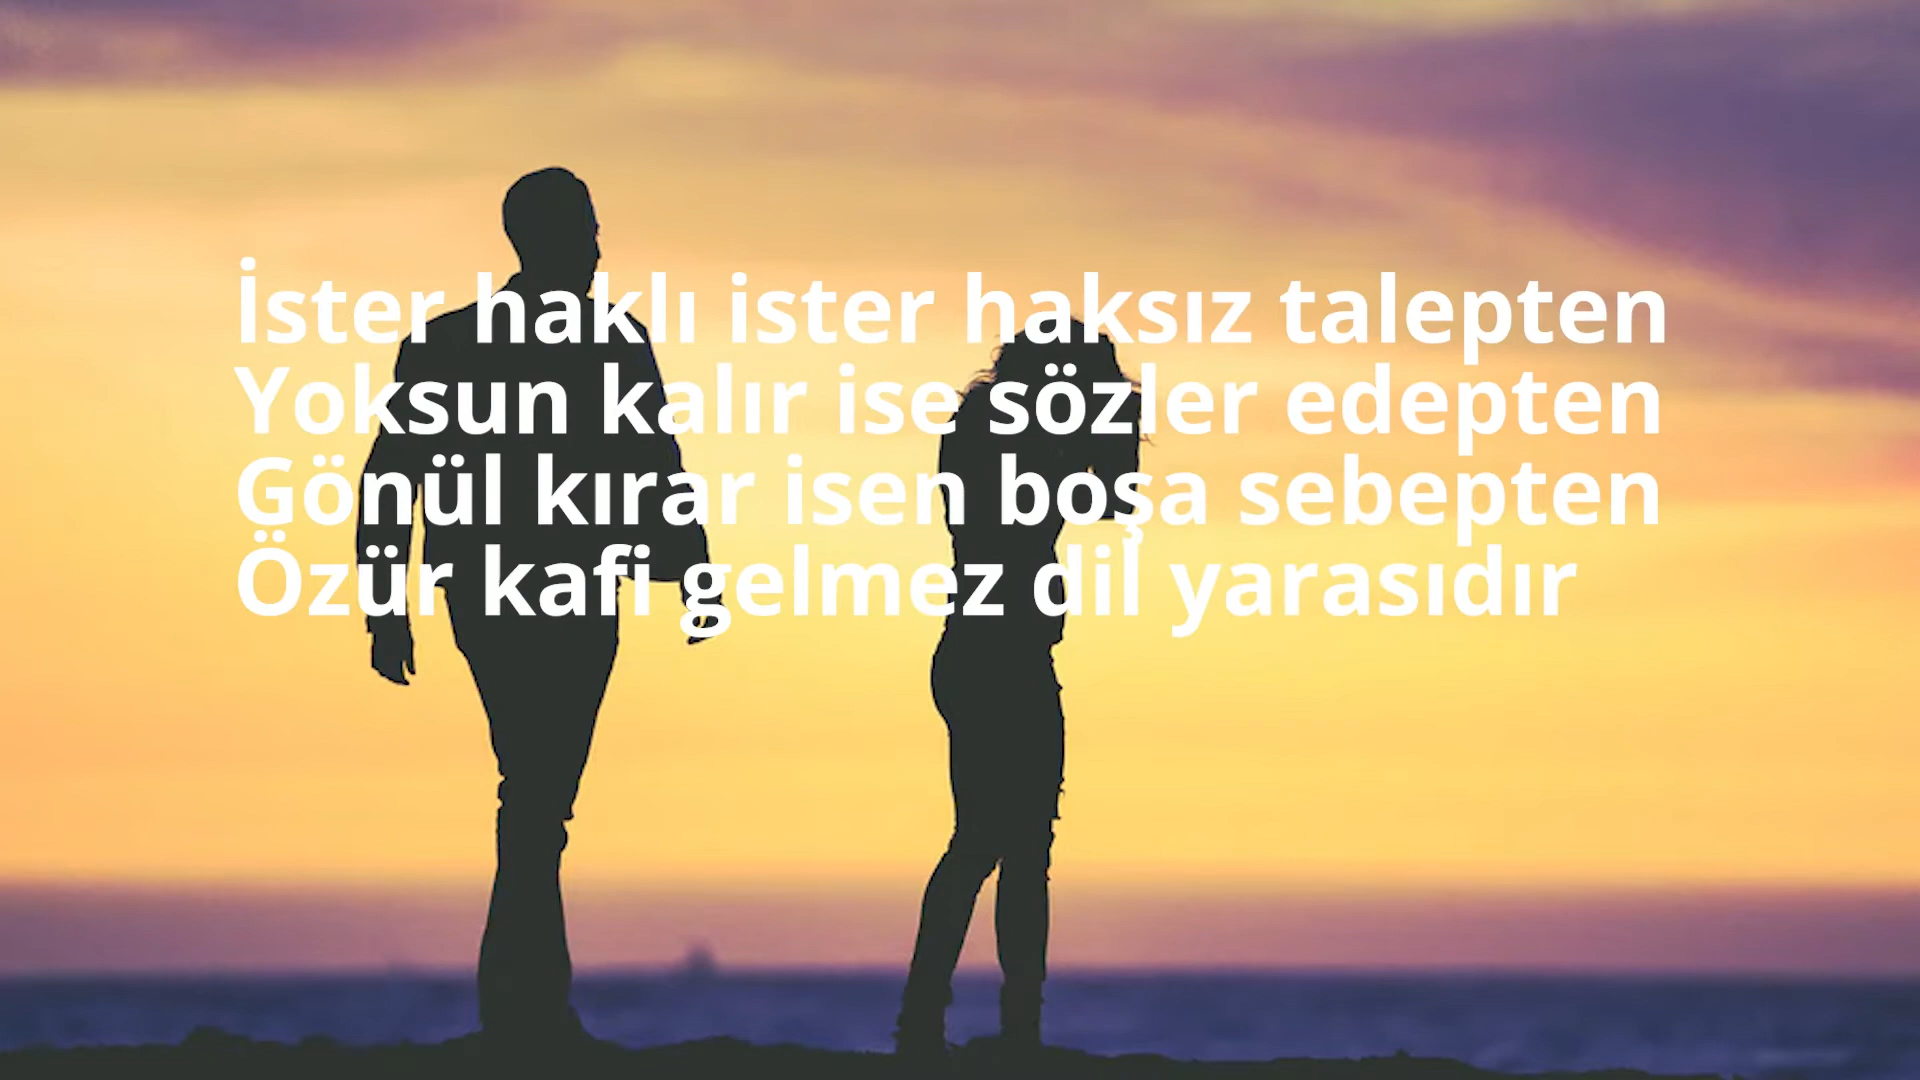 İster haklı ister haksız talepten
Yoksun kalır ise sözler edepten
Gönül kırar isen boşa sebepten
Özür kafi gelmez dil yarasıdır